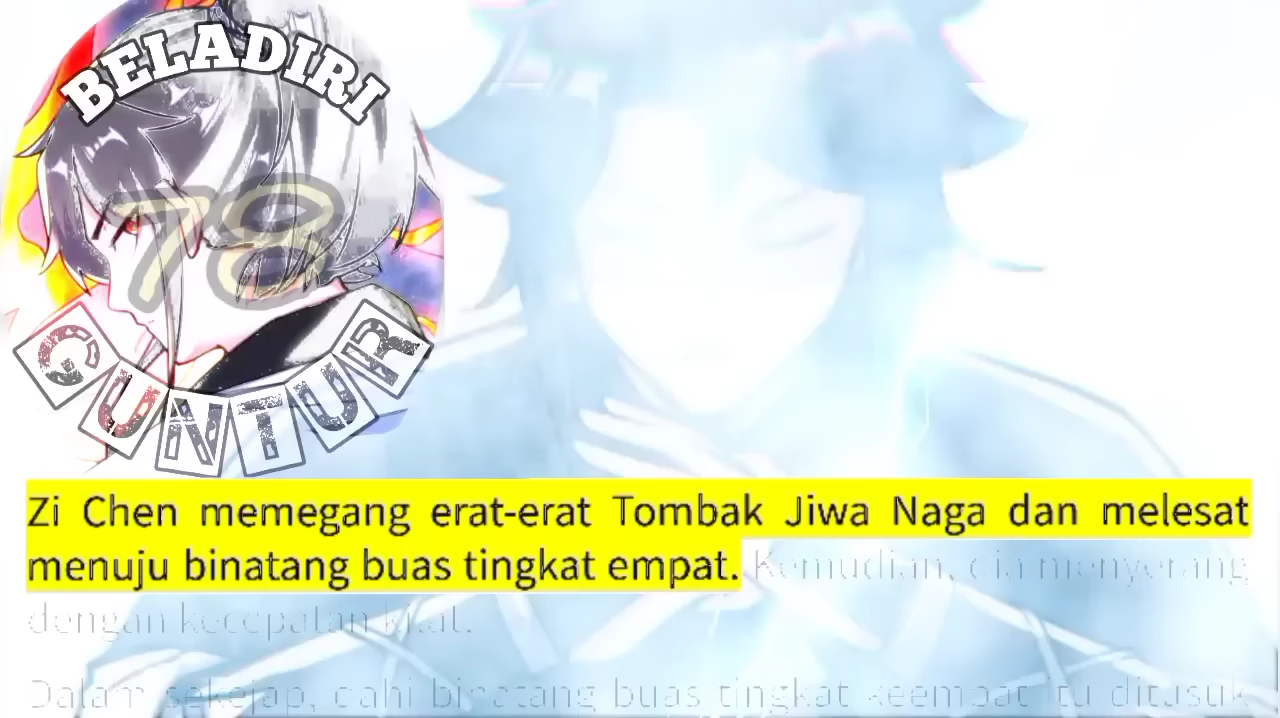 BELADIRI
78
GUNTUR
Zi Chen memegang erat-erat Tombak Jiwa Naga dan melesat
menuju binatang buas tingkat empat. Kemudian, dia menyerang
dengan kecepatan kilat.
Dalam sekejap, dahi binatang buas tingkat keempat itu ditusuk